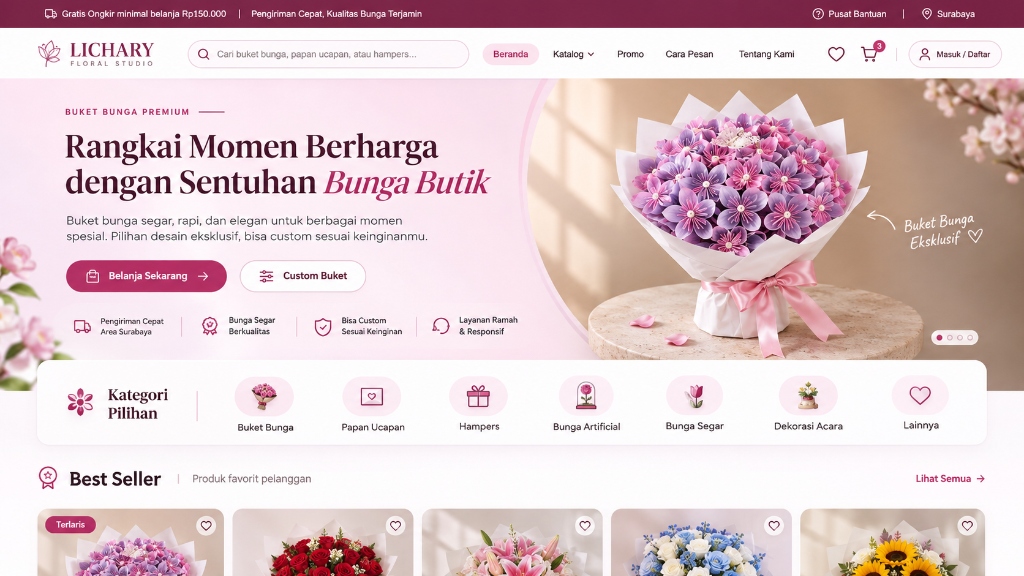 Gratis Ongkir minimal belanja Rp150.000 | Pengiriman Cepat, Kualitas Bunga Terjamin
Pusat Bantuan | Surabaya
LICHARY
FLORAL STUDIO
Cari buket bunga, papan ucapan, atau hampers...
Beranda
Katalog
Promo
Cara Pesan
Tentang Kami
3
Masuk / Daftar
BUKET BUNGA PREMIUM
Rangkai Momen Berharga
dengan Sentuhan Bunga Butik
Buket bunga segar, rapi, dan elegan untuk berbagai momen
spesial. Pilihan desain eksklusif, bisa custom sesuai keinginanmu.
Belanja Sekarang →
Custom Buket
Pengiriman Cepat
Area Surabaya
Bunga Segar
Berkualitas
Bisa Custom
Sesuai Keinginan
Layanan Ramah
& Responsif
Buket Bunga
Eksklusif ♡
Kategori
Pilihan
Buket Bunga
Papan Ucapan
Hampers
Bunga Artificial
Bunga Segar
Dekorasi Acara
Lainnya
Best Seller | Produk favorit pelanggan
Lihat Semua →
Terlaris